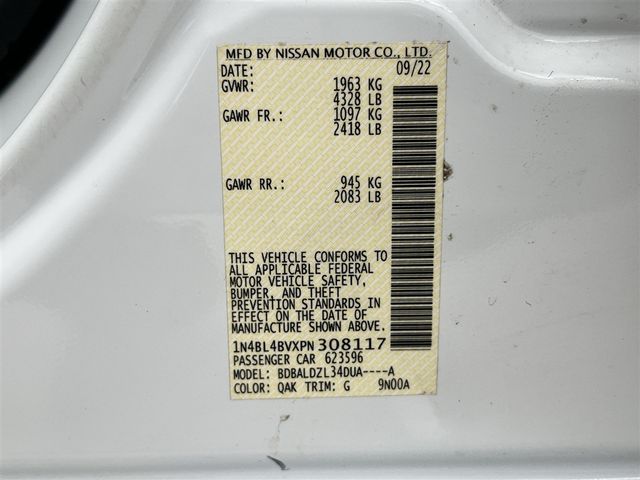 MFD BY NISSAN MOTOR CO., LTD.
DATE: 09/22
GVWR: 1963 KG
4328 LB
GAWR FR.: 1097 KG
2418 LB
GAWR RR.: 945 KG
2083 LB
THIS VEHICLE CONFORMS TO
ALL APPLICABLE FEDERAL
MOTOR VEHICLE SAFETY,
BUMPER, AND THEFT
PREVENTION STANDARDS IN
EFFECT ON THE DATE OF
MANUFACTURE SHOWN ABOVE.
1N4BL4BVXPN308117
PASSENGER CAR 623596
MODEL: BDBALDZL34DUA----A
COLOR: QAK TRIM: G 9N00A